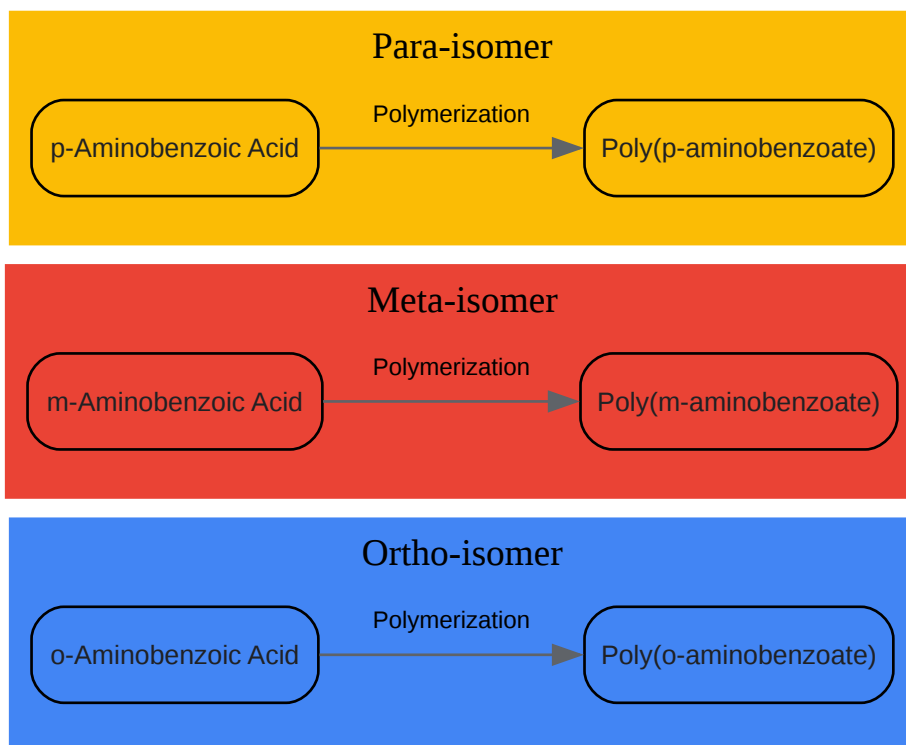 Para-isomer
Polymerization
p-Aminobenzoic Acid
Poly(p-aminobenzoate)
Meta-isomer
Polymerization
m-Aminobenzoic Acid
Poly(m-aminobenzoate)
Ortho-isomer
Polymerization
o-Aminobenzoic Acid
Poly(o-aminobenzoate)